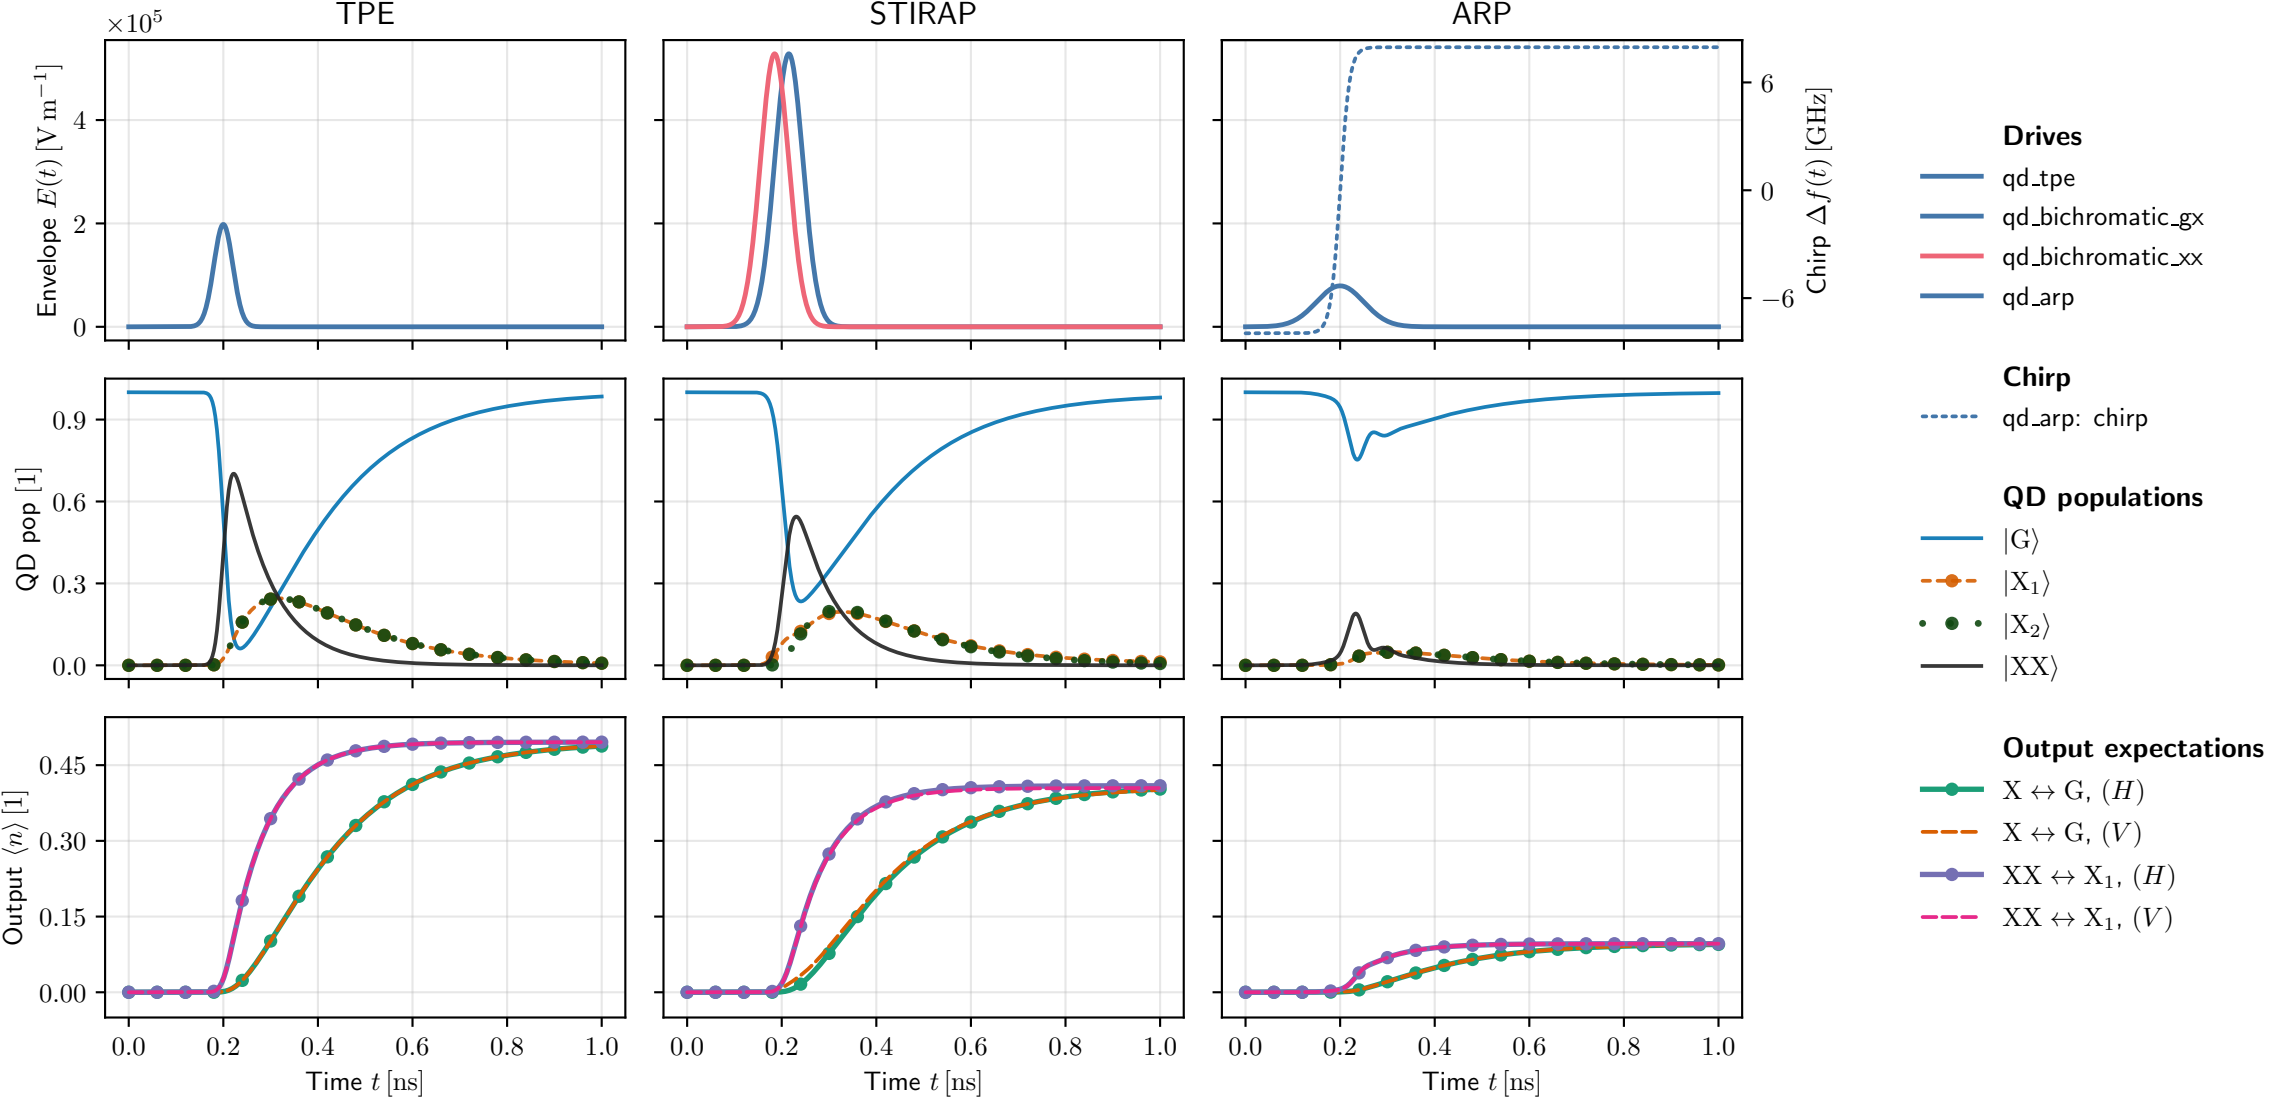 TPE
STIRAP
ARP
×10⁵
Envelope E(t) [V m⁻¹]
4
2
0
Chirp Δf(t) [GHz]
6
0
−6
QD pop [1]
0.9
0.6
0.3
0.0
Output ⟨n⟩ [1]
0.45
0.30
0.15
0.00
0.0 0.2 0.4 0.6 0.8 1.0
Time t [ns]
0.0 0.2 0.4 0.6 0.8 1.0
Time t [ns]
0.0 0.2 0.4 0.6 0.8 1.0
Time t [ns]
Drives
qd_tpe
qd_bichromatic_gx
qd_bichromatic_xx
qd_arp
Chirp
qd_arp: chirp
QD populations
|G⟩
|X₁⟩
|X₂⟩
|XX⟩
Output expectations
X ↔ G, (H)
X ↔ G, (V)
XX ↔ X₁, (H)
XX ↔ X₁, (V)